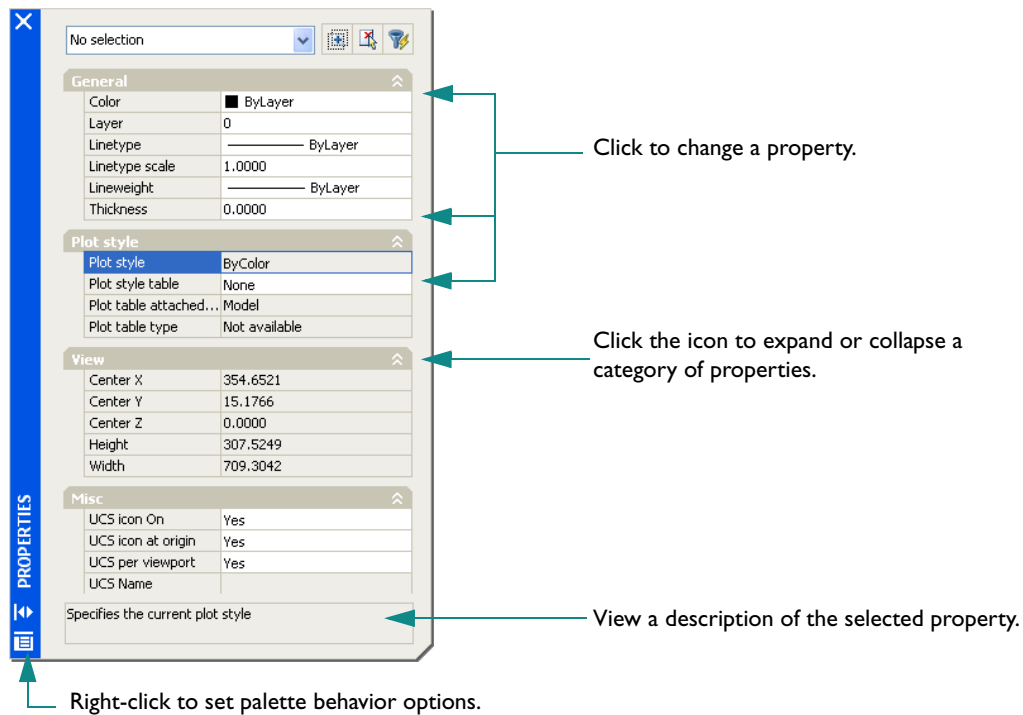 No selection
General
Color ByLayer
Layer 0
Linetype ByLayer
Linetype scale 1.0000
Lineweight ByLayer
Thickness 0.0000
Click to change a property.
Plot style
Plot style ByColor
Plot style table None
Plot table attached... Model
Plot table type Not available
View
Click the icon to expand or collapse a
category of properties.
Center X 354.6521
Center Y 15.1766
Center Z 0.0000
Height 307.5249
Width 709.3042
Misc
UCS icon On Yes
UCS icon at origin Yes
UCS per viewport Yes
UCS Name
PROPERTIES
Specifies the current plot style
View a description of the selected property.
Right-click to set palette behavior options.